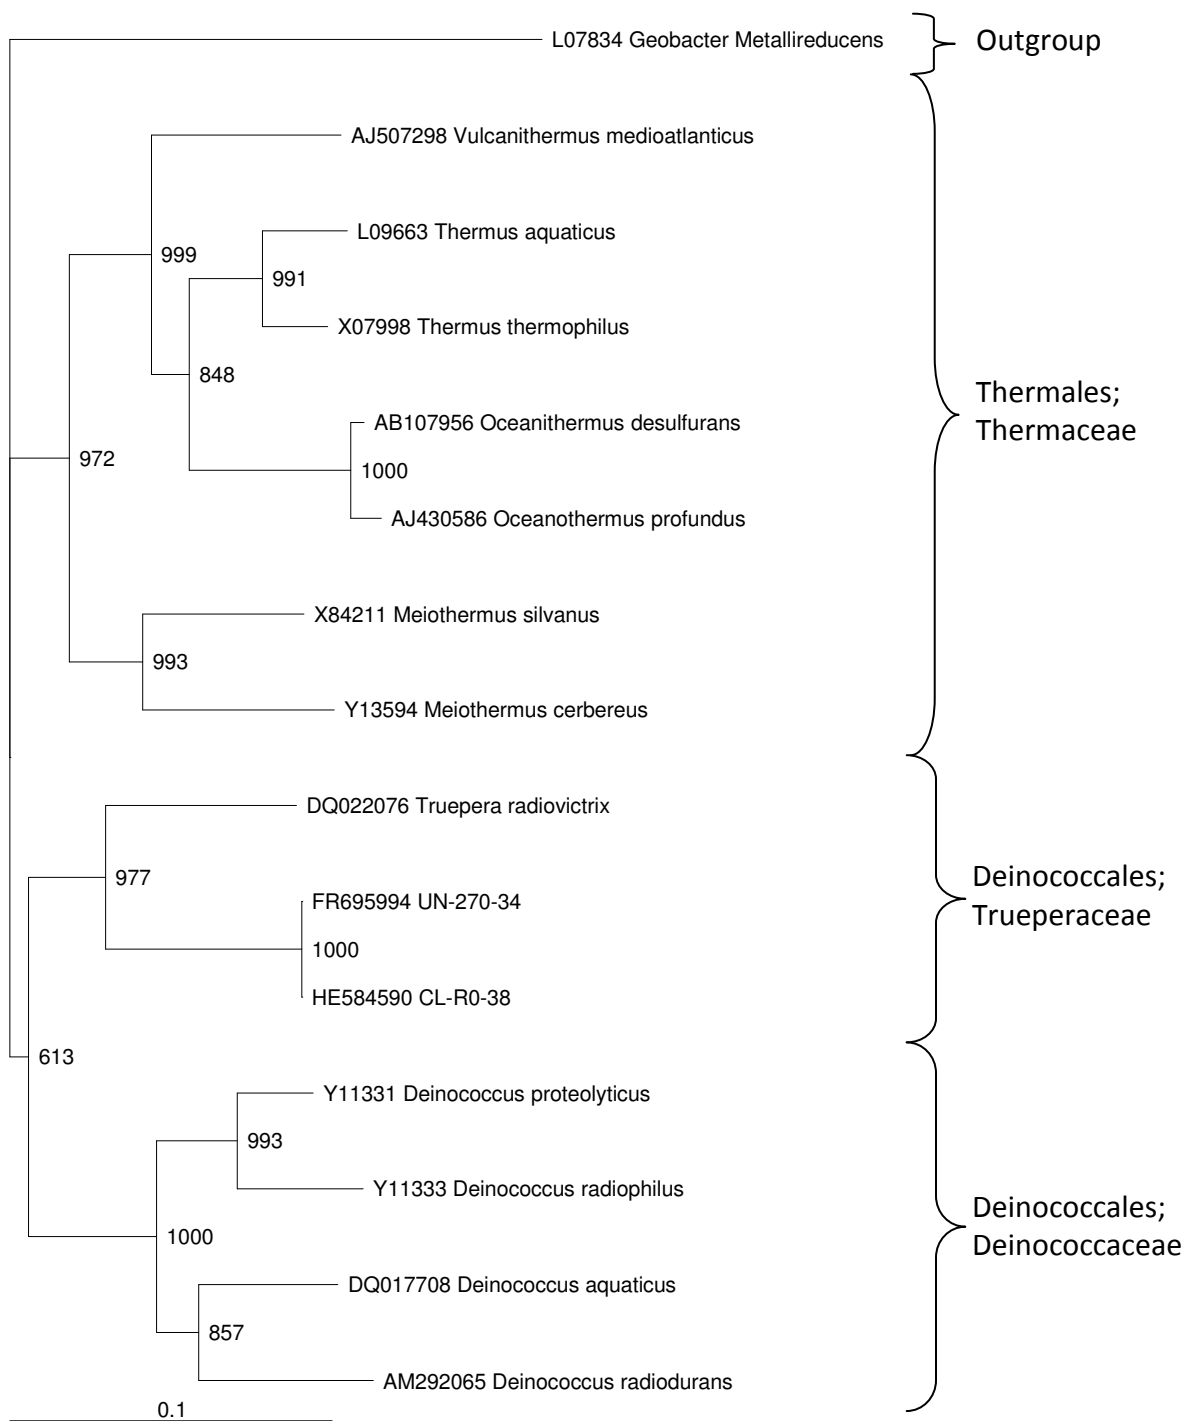 L07834 Geobacter Metallireducens
Outgroup
AJ507298 Vulcanithermus medioatlanticus
L09663 Thermus aquaticus
999
991
X07998 Thermus thermophilus
848
Thermales;
Thermaceae
AB107956 Oceanithermus desulfurans
972
1000
AJ430586 Oceanothermus profundus
X84211 Meiothermus silvanus
993
Y13594 Meiothermus cerbereus
DQ022076 Truepera radiovictrix
977
Deinococcales;
Trueperaceae
FR695994 UN-270-34
1000
HE584590 CL-R0-38
613
Y11331 Deinococcus proteolyticus
993
Y11333 Deinococcus radiophilus
Deinococcales;
Deinococcaceae
1000
DQ017708 Deinococcus aquaticus
857
AM292065 Deinococcus radiodurans
0.1